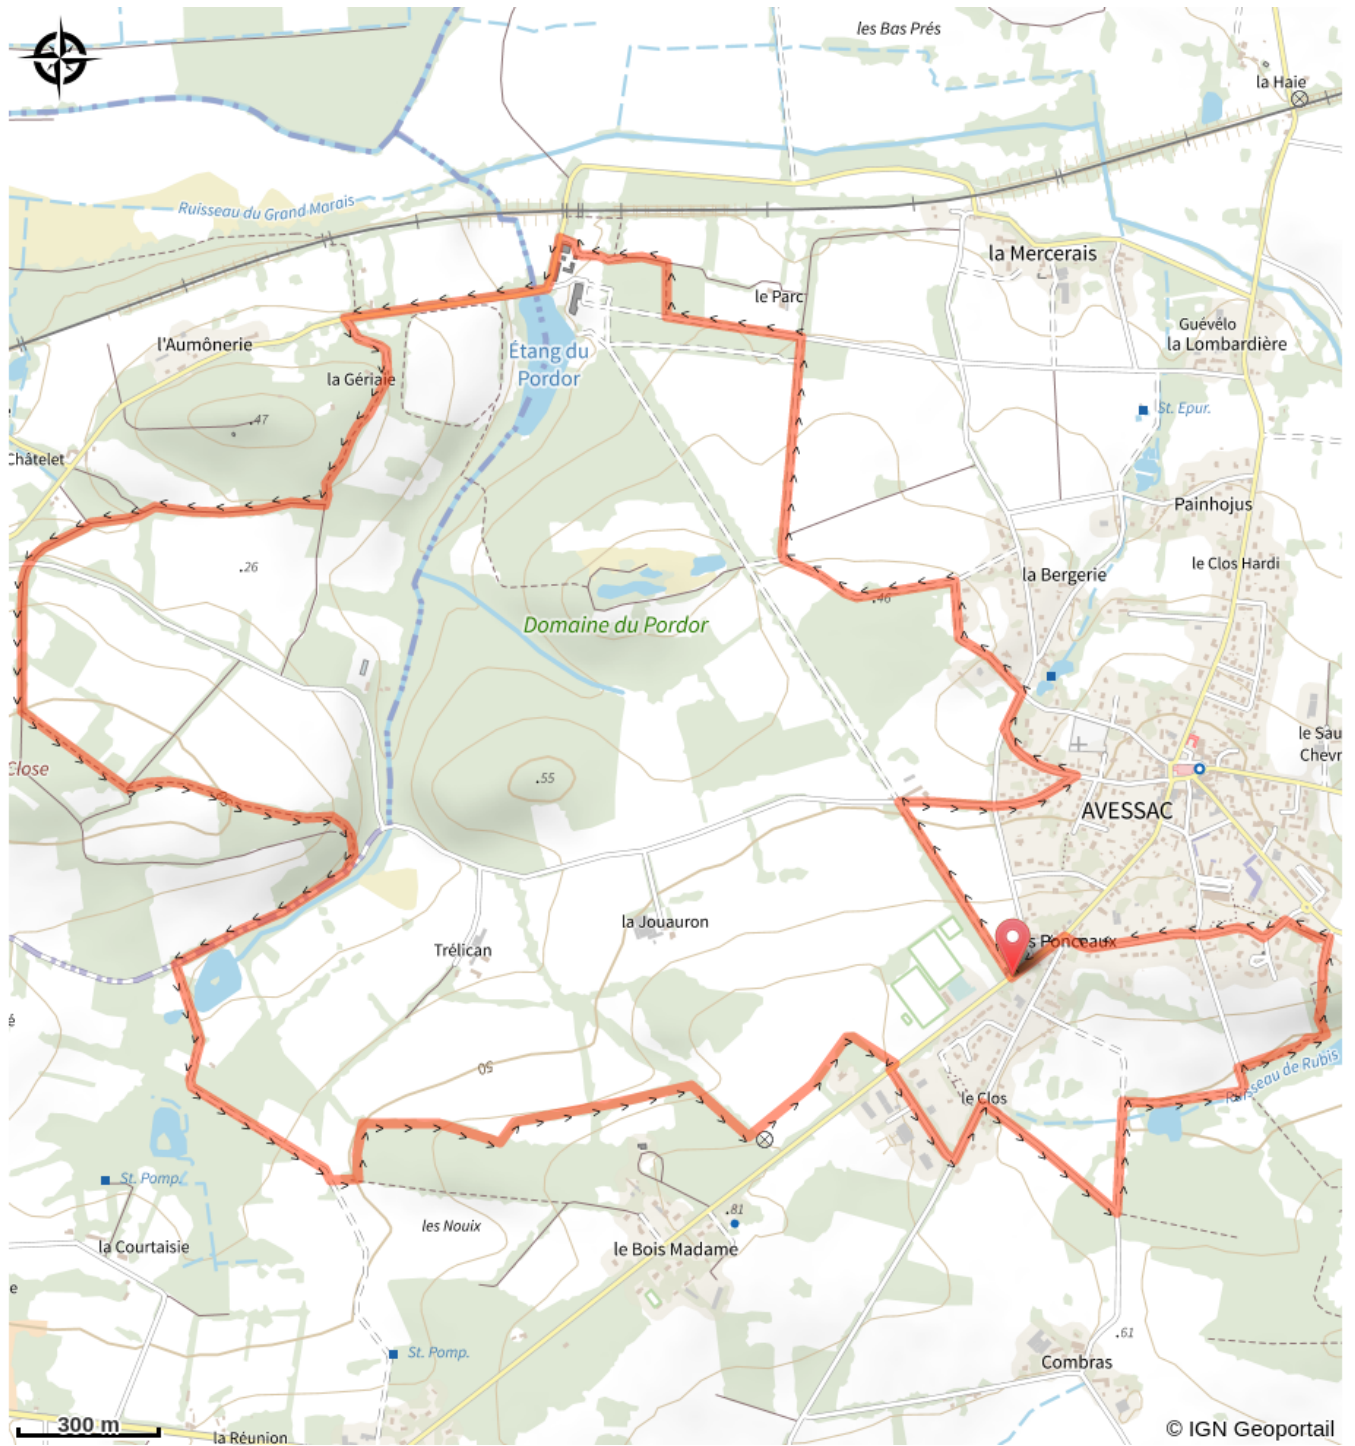 les Bas Prés
la Haie
Ruisseau du Grand Marais
la Mercerais
le Parc
Guévélo
la Lombardière
l'Aumônerie
Étang du
Pordor
la Gériaie
St. Epur.
.47
Châtelet
Painhojus
la Bergerie
le Clos Hardi
.26
.46
Domaine du Pordor
le Sau
Chevr
Close
.55
AVESSAC
la Jouauron
s Ponceaux
Trélican
é
50
Ruisseau de Rubis
le Clos
St. Pomp.
.81
les Nouix
la Courtaisie
le Bois Madame
e
.61
St. Pomp.
Combras
300 m
la Réunion
© IGN Geoportail